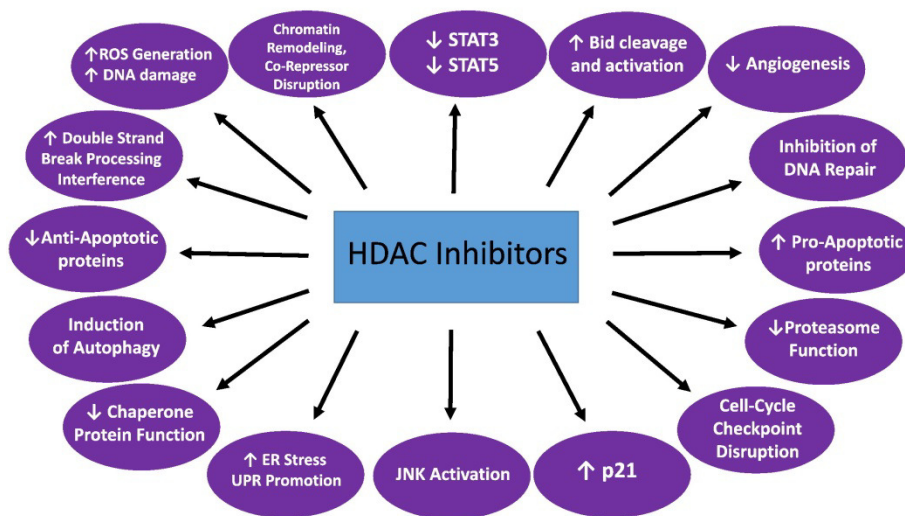 ↑ROS Generation
↑ DNA damage
Chromatin
Remodeling,
Co-Repressor
Disruption
↓ STAT3
↓ STAT5
↑ Bid cleavage
and activation
↓ Angiogenesis
↑ Double Strand
Break Processing
Interference
Inhibition of
DNA Repair
HDAC Inhibitors
↓Anti-Apoptotic
proteins
↑ Pro-Apoptotic
proteins
Induction
of Autophagy
↓Proteasome
Function
↓ Chaperone
Protein Function
Cell-Cycle
Checkpoint
Disruption
↑ ER Stress
UPR Promotion
JNK Activation
↑ p21